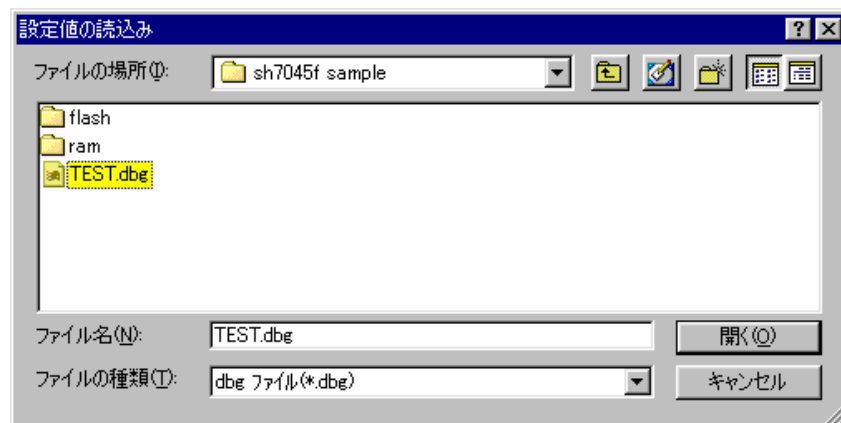 設定値の読込み
ファイルの場所(I):
sh7045f sample
flash
ram
TEST.dbg
ファイル名(N):
TEST.dbg
開く(O)
ファイルの種類(T):
dbg ファイル(*.dbg)
キャンセル